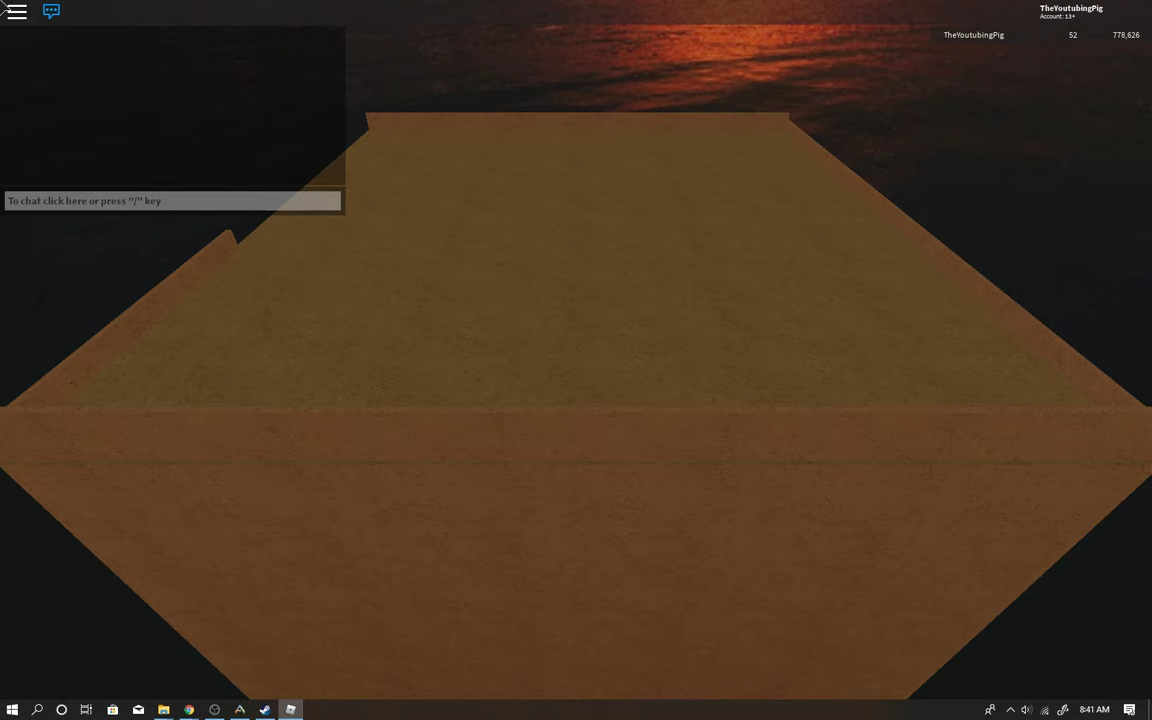 TheYoutubingPig
Account: 13+
TheYoutubingPig 52 778,626
To chat click here or press "/" key
8:41 AM